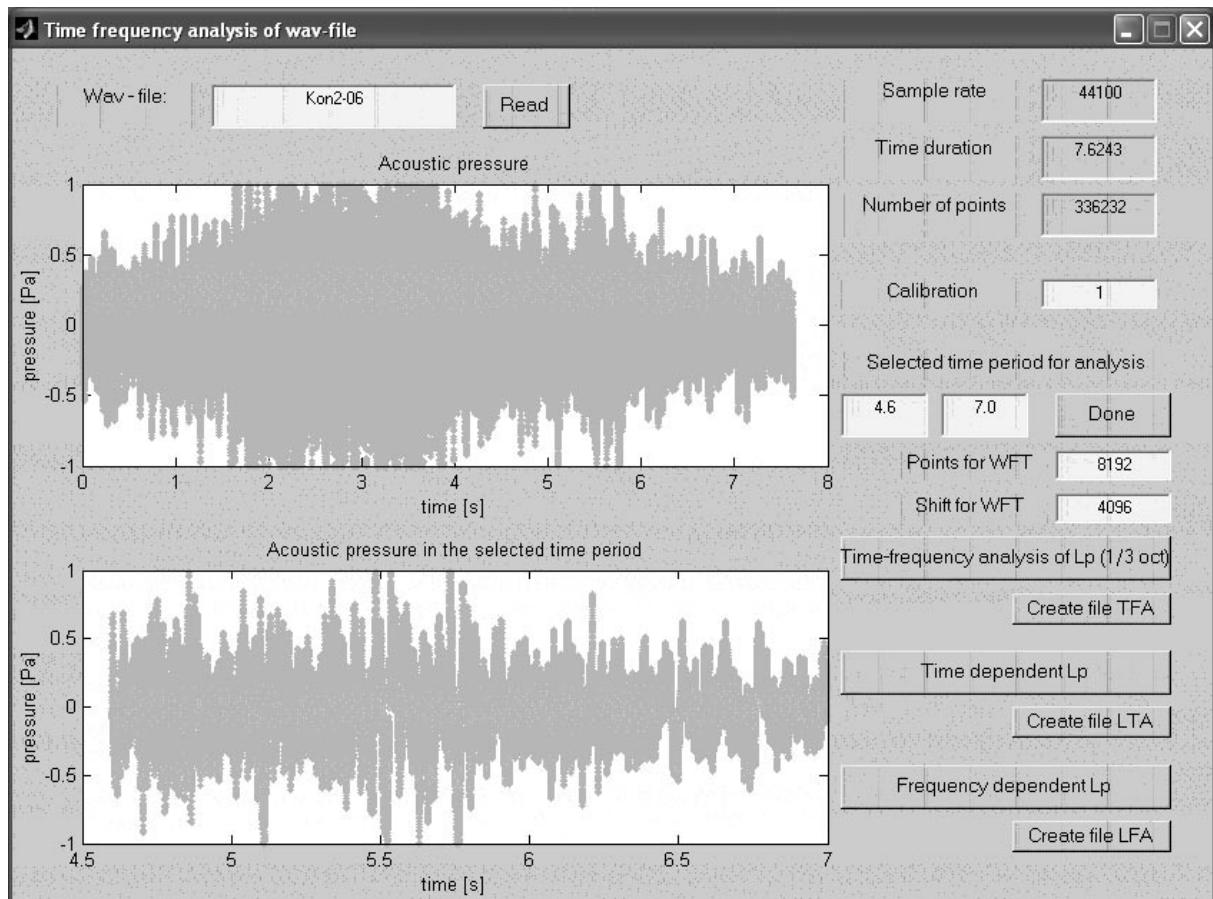 Time frequency analysis of wav-file
Wav-file: Kon2-06 Read
Sample rate 44100
Time duration 7.6243
Number of points 336232
Calibration 1
Selected time period for analysis
4.6 7.0 Done
Points for WFT 8192
Shift for WFT 4096
Time-frequency analysis of Lp (1/3 oct)
Create file TFA
Time dependent Lp
Create file LTA
Frequency dependent Lp
Create file LFA
Acoustic pressure
pressure [Pa]
1
0.5
0
-0.5
-1
0 1 2 3 4 5 6 7 8
time [s]
Acoustic pressure in the selected time period
pressure [Pa]
1
0.5
0
-0.5
-1
4.5 5 5.5 6 6.5 7
time [s]